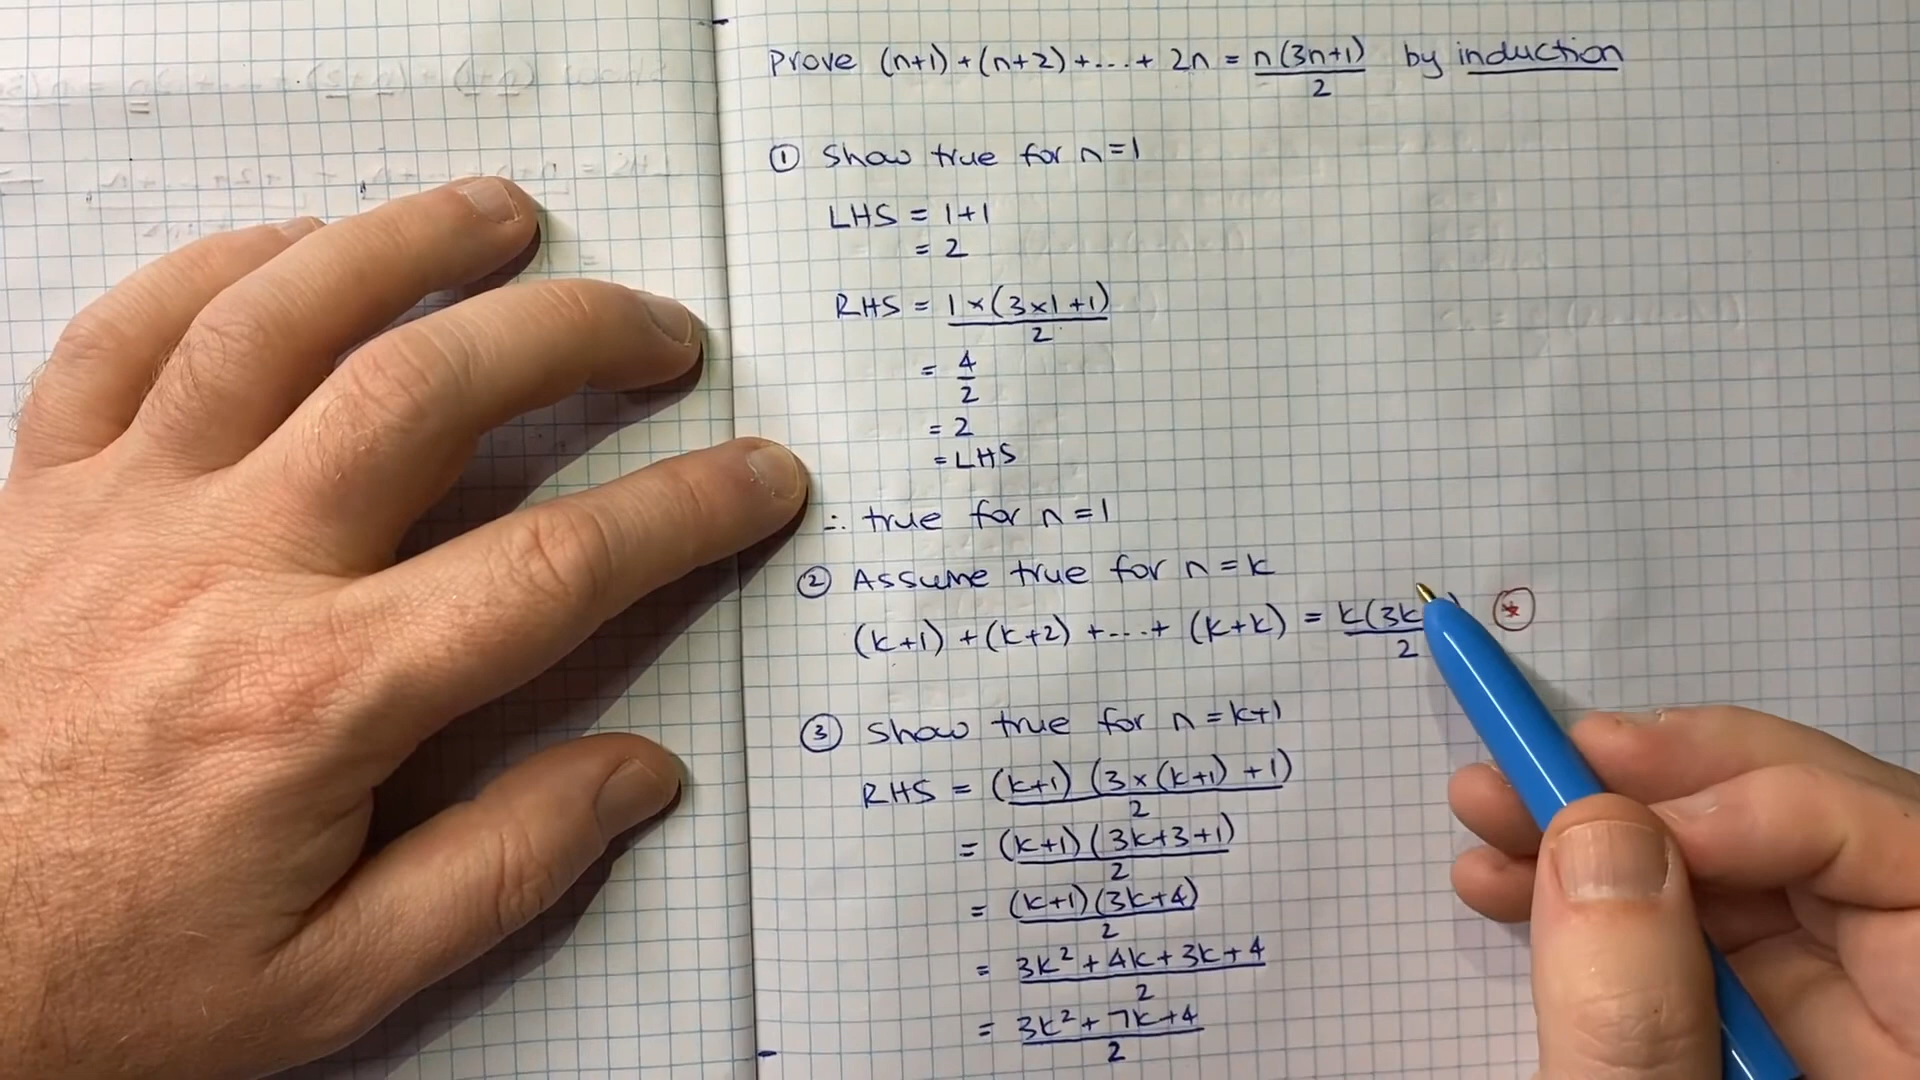 Prove (n+1) + (n+2) + ... + 2n = n(3n+1)/2 by induction
① Show true for n=1
LHS = 1+1
= 2
RHS = 1×(3×1+1)/2
= 4/2
= 2
= LHS
∴ true for n=1
② Assume true for n=k
(k+1) + (k+2) + ... + (k+k) = k(3k /2 *
③ Show true for n=k+1
RHS = (k+1)(3×(k+1)+1)/2
= (k+1)(3k+3+1)/2
= (k+1)(3k+4)/2
= 3k²+4k+3k+4/2
= 3k²+7k+4/2